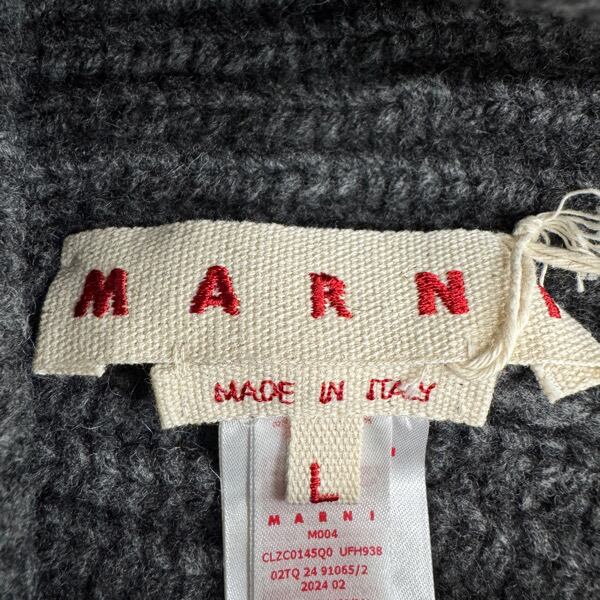 MARNI
MADE IN ITALY
L
MARNI
M004
CLZC0145Q0 UFH938
02TQ 24 91065/2
2024 02